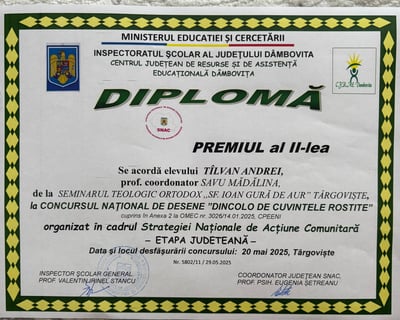 MINISTERUL EDUCAȚIEI ȘI CERCETĂRII
INSPECTORATUL ȘCOLAR AL JUDEȚULUI DÂMBOVIȚA
CENTRUL JUDEȚEAN DE RESURSE ȘI DE ASISTENȚĂ
EDUCAȚIONALĂ DÂMBOVIȚA
DIPLOMĂ
SNAC
PREMIUL al II-lea
Se acordă elevului TÎLVAN ANDREI,
prof. coordonator SAVU MĂDĂLINA,
de la SEMINARUL TEOLOGIC ORTODOX „SF. IOAN GURĂ DE AUR” TÂRGOVIȘTE,
la CONCURSUL NAȚIONAL DE DESENE "DINCOLO DE CUVINTELE ROSTITE"
cuprins în Anexa 2 la OMEC nr. 3026/14.01.2025, CPEENI
organizat în cadrul Strategiei Naționale de Acțiune Comunitară
– ETAPA JUDETEANĂ –
Data și locul desfășurării concursului: 20 mai 2025, Târgoviște
Nr. 5802/11 / 29.05.2025
INSPECTOR ȘCOLAR GENERAL,
PROF. VALENTIN IRINEL STANCU
COORDONATOR JUDEȚEAN SNAC,
PROF. PSIH. EUGENIA ȘETREANU